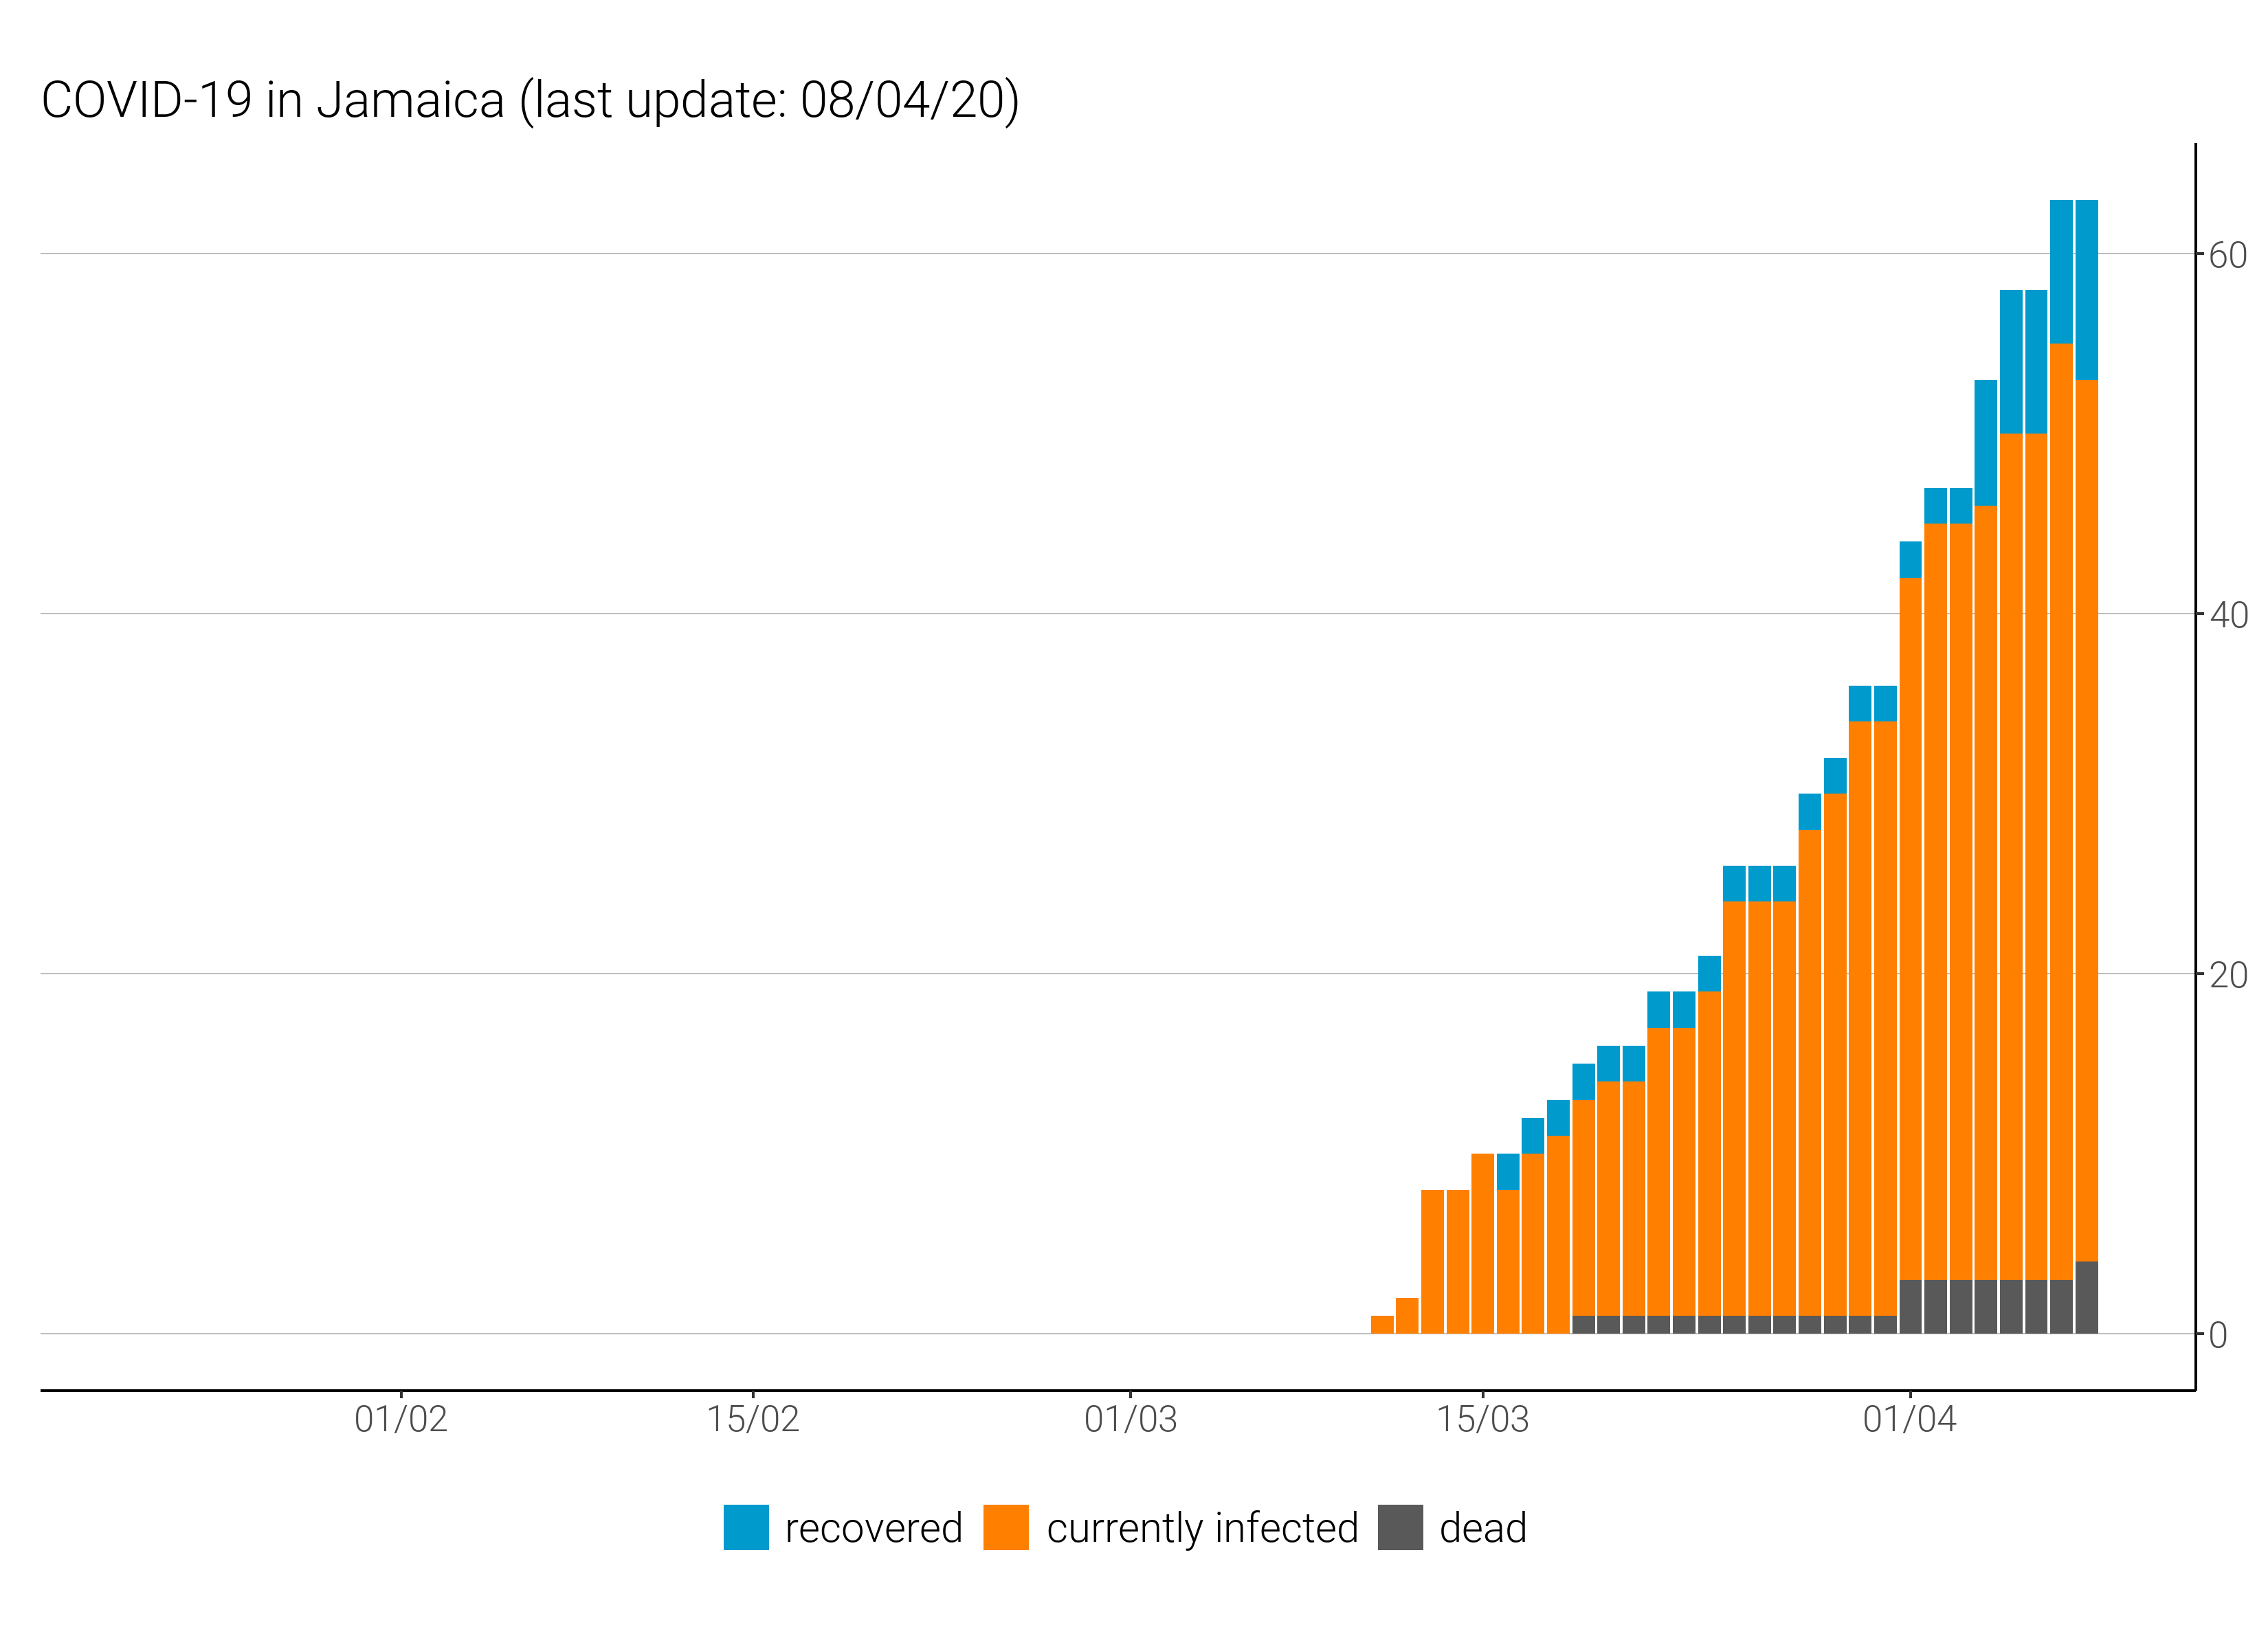 COVID-19 in Jamaica (last update: 08/04/20)
60
40
20
0
01/02 15/02 01/03 15/03 01/04
recovered currently infected dead